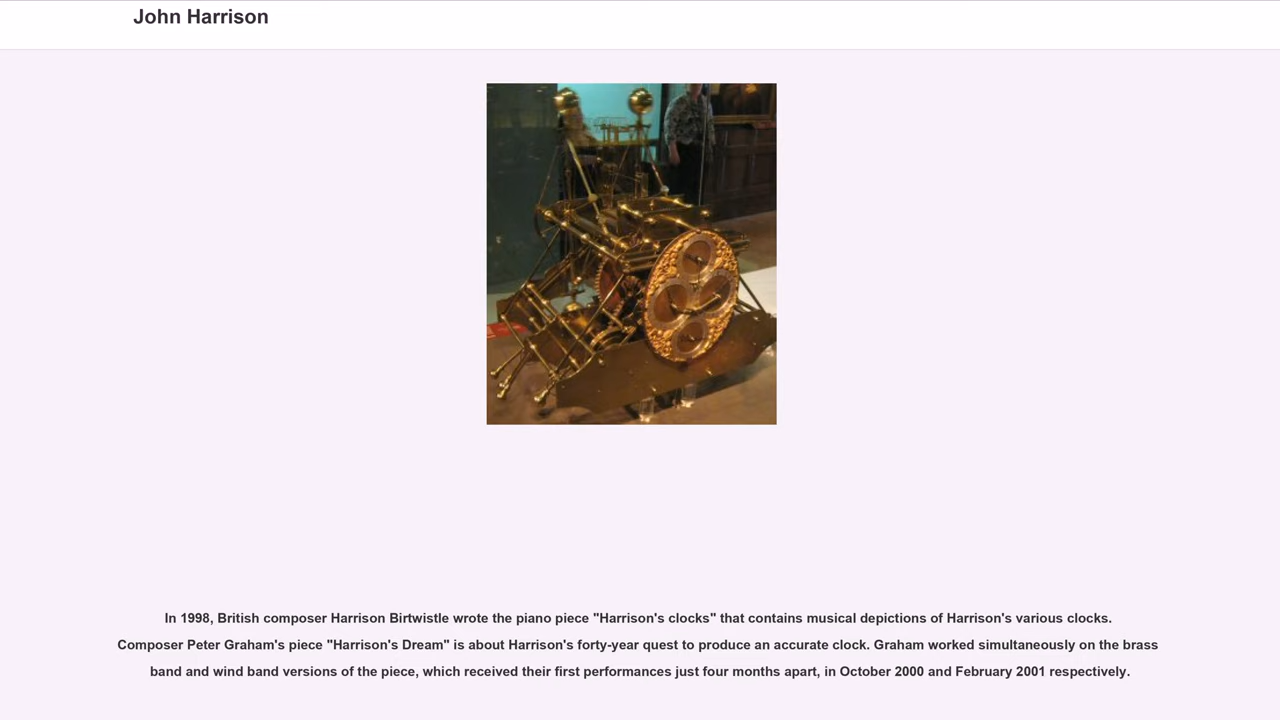 John Harrison
In 1998, British composer Harrison Birtwistle wrote the piano piece "Harrison's clocks" that contains musical depictions of Harrison's various clocks.
Composer Peter Graham's piece "Harrison's Dream" is about Harrison's forty-year quest to produce an accurate clock. Graham worked simultaneously on the brass
band and wind band versions of the piece, which received their first performances just four months apart, in October 2000 and February 2001 respectively.